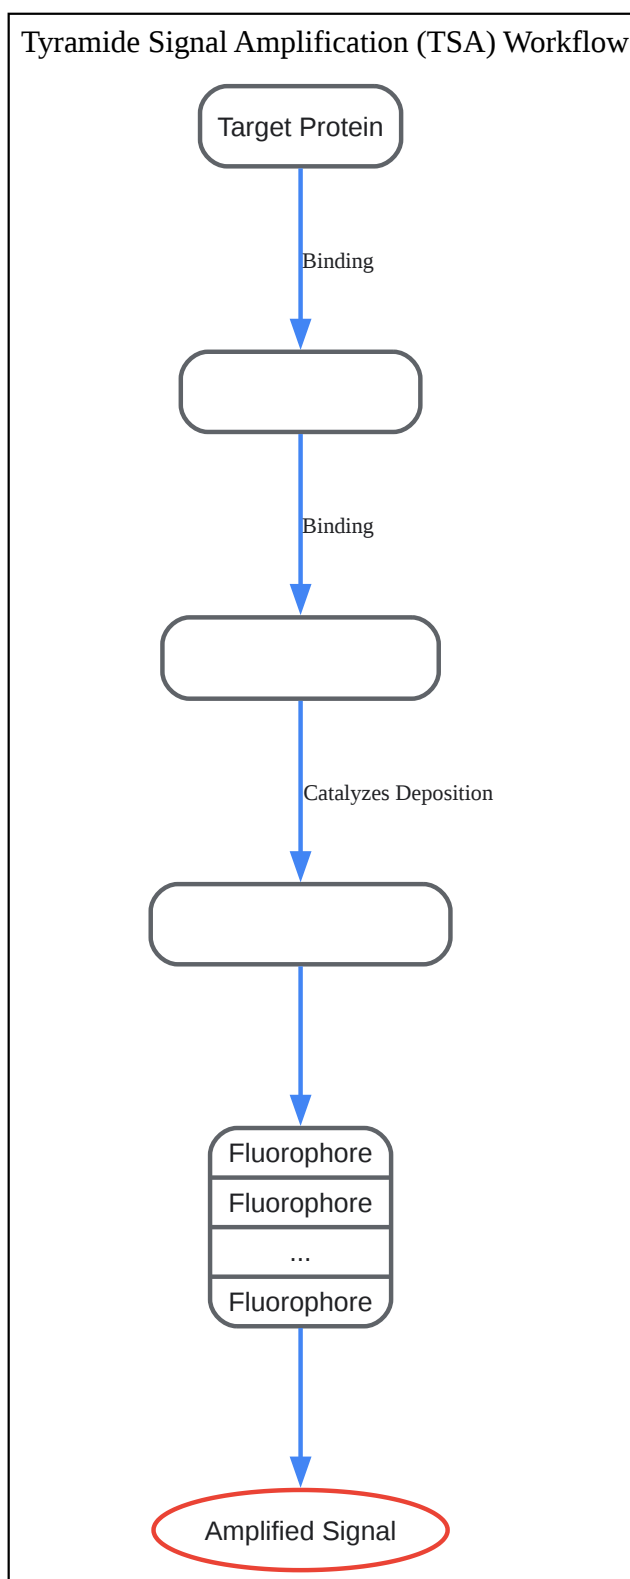 Tyramide Signal Amplification (TSA) Workflow
Target Protein
Binding
Binding
Catalyzes Deposition
Fluorophore
Fluorophore
...
Fluorophore
Amplified Signal